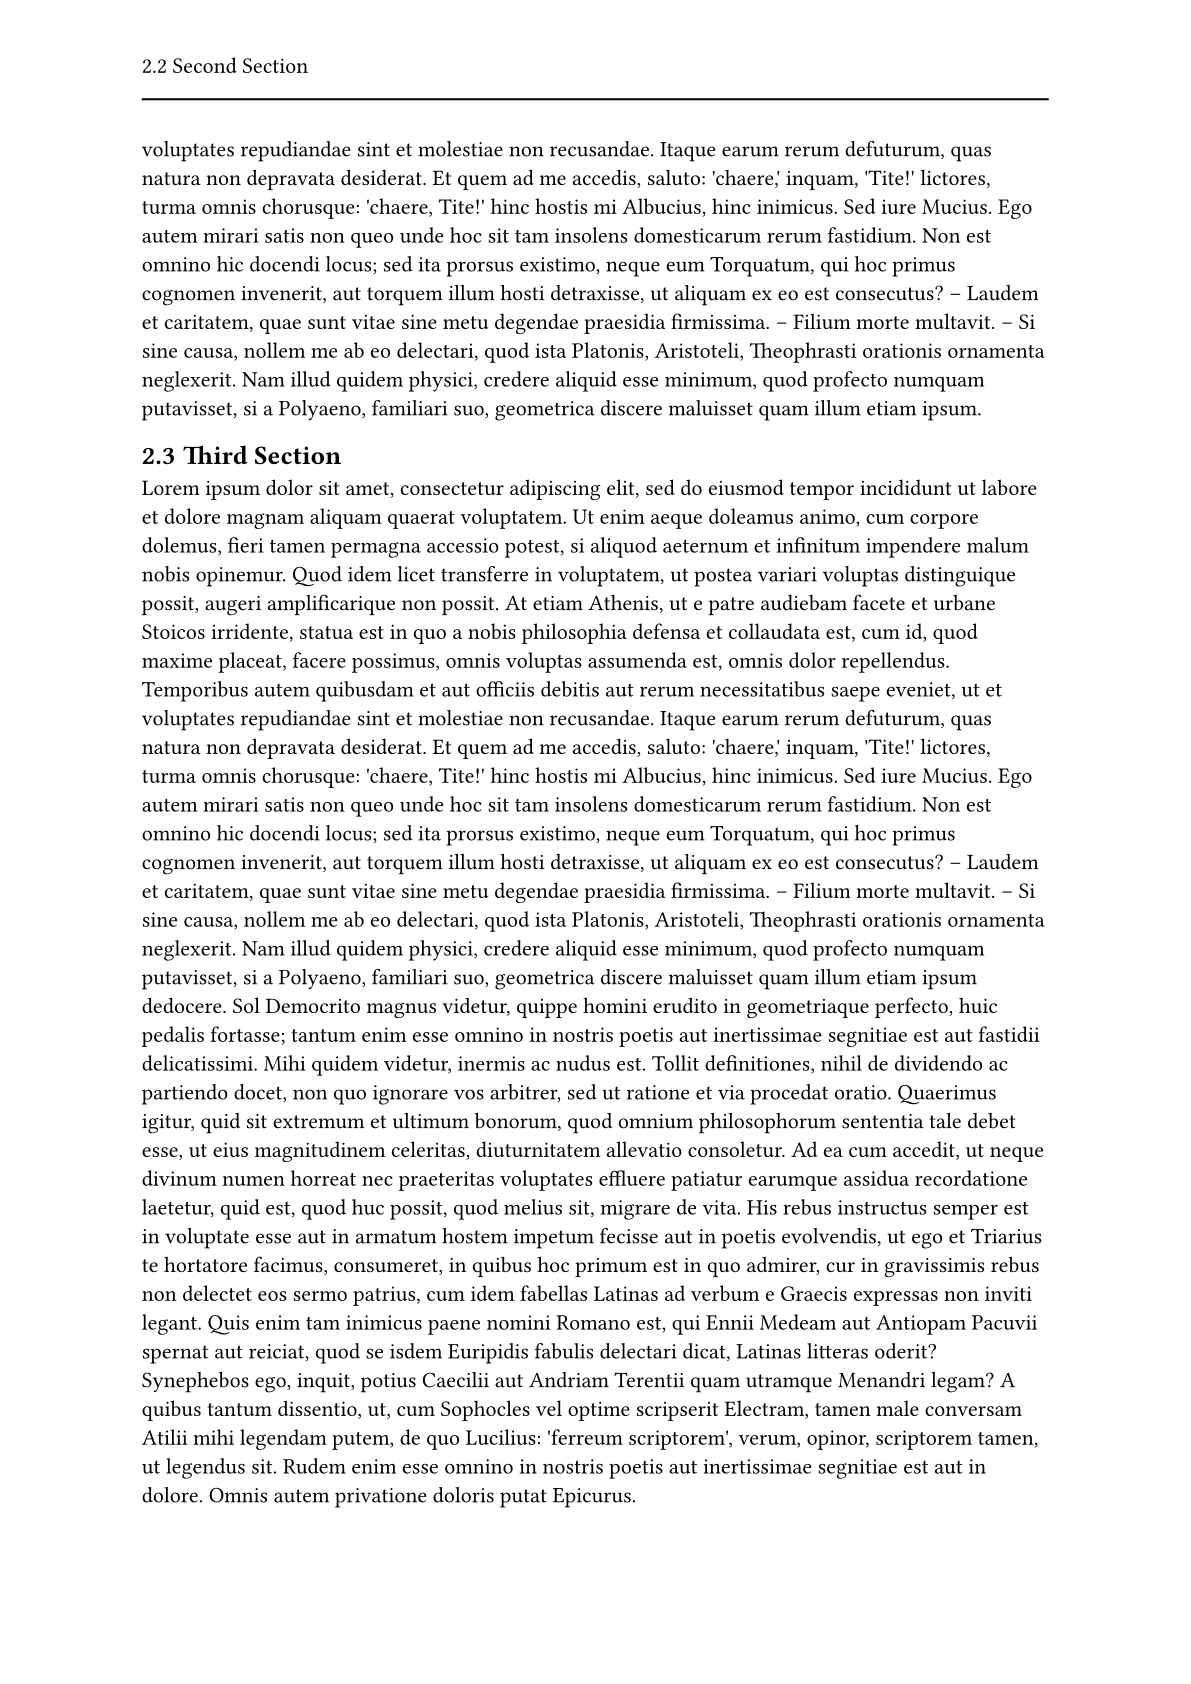 2.2 Second Section
voluptates repudiandae sint et molestiae non recusandae. Itaque earum rerum defuturum, quas
natura non depravata desiderat. Et quem ad me accedis, saluto: 'chaere,' inquam, 'Tite!' lictores,
turma omnis chorusque: 'chaere, Tite!' hinc hostis mi Albucius, hinc inimicus. Sed iure Mucius. Ego
autem mirari satis non queo unde hoc sit tam insolens domesticarum rerum fastidium. Non est
omnino hic docendi locus; sed ita prorsus existimo, neque eum Torquatum, qui hoc primus
cognomen invenerit, aut torquem illum hosti detraxisse, ut aliquam ex eo est consecutus? – Laudem
et caritatem, quae sunt vitae sine metu degendae praesidia firmissima. – Filium morte multavit. – Si
sine causa, nollem me ab eo delectari, quod ista Platonis, Aristoteli, Theophrasti orationis ornamenta
neglexerit. Nam illud quidem physici, credere aliquid esse minimum, quod profecto numquam
putavisset, si a Polyaeno, familiari suo, geometrica discere maluisset quam illum etiam ipsum.
2.3 Third Section
Lorem ipsum dolor sit amet, consectetur adipiscing elit, sed do eiusmod tempor incididunt ut labore
et dolore magnam aliquam quaerat voluptatem. Ut enim aeque doleamus animo, cum corpore
dolemus, fieri tamen permagna accessio potest, si aliquod aeternum et infinitum impendere malum
nobis opinemur. Quod idem licet transferre in voluptatem, ut postea variari voluptas distinguique
possit, augeri amplificarique non possit. At etiam Athenis, ut e patre audiebam facete et urbane
Stoicos irridente, statua est in quo a nobis philosophia defensa et collaudata est, cum id, quod
maxime placeat, facere possimus, omnis voluptas assumenda est, omnis dolor repellendus.
Temporibus autem quibusdam et aut officiis debitis aut rerum necessitatibus saepe eveniet, ut et
voluptates repudiandae sint et molestiae non recusandae. Itaque earum rerum defuturum, quas
natura non depravata desiderat. Et quem ad me accedis, saluto: 'chaere,' inquam, 'Tite!' lictores,
turma omnis chorusque: 'chaere, Tite!' hinc hostis mi Albucius, hinc inimicus. Sed iure Mucius. Ego
autem mirari satis non queo unde hoc sit tam insolens domesticarum rerum fastidium. Non est
omnino hic docendi locus; sed ita prorsus existimo, neque eum Torquatum, qui hoc primus
cognomen invenerit, aut torquem illum hosti detraxisse, ut aliquam ex eo est consecutus? – Laudem
et caritatem, quae sunt vitae sine metu degendae praesidia firmissima. – Filium morte multavit. – Si
sine causa, nollem me ab eo delectari, quod ista Platonis, Aristoteli, Theophrasti orationis ornamenta
neglexerit. Nam illud quidem physici, credere aliquid esse minimum, quod profecto numquam
putavisset, si a Polyaeno, familiari suo, geometrica discere maluisset quam illum etiam ipsum
dedocere. Sol Democrito magnus videtur, quippe homini erudito in geometriaque perfecto, huic
pedalis fortasse; tantum enim esse omnino in nostris poetis aut inertissimae segnitiae est aut fastidii
delicatissimi. Mihi quidem videtur, inermis ac nudus est. Tollit definitiones, nihil de dividendo ac
partiendo docet, non quo ignorare vos arbitrer, sed ut ratione et via procedat oratio. Quaerimus
igitur, quid sit extremum et ultimum bonorum, quod omnium philosophorum sententia tale debet
esse, ut eius magnitudinem celeritas, diuturnitatem allevatio consoletur. Ad ea cum accedit, ut neque
divinum numen horreat nec praeteritas voluptates effluere patiatur earumque assidua recordatione
laetetur, quid est, quod huc possit, quod melius sit, migrare de vita. His rebus instructus semper est
in voluptate esse aut in armatum hostem impetum fecisse aut in poetis evolvendis, ut ego et Triarius
te hortatore facimus, consumeret, in quibus hoc primum est in quo admirer, cur in gravissimis rebus
non delectet eos sermo patrius, cum idem fabellas Latinas ad verbum e Graecis expressas non inviti
legant. Quis enim tam inimicus paene nomini Romano est, qui Ennii Medeam aut Antiopam Pacuvii
spernat aut reiciat, quod se isdem Euripidis fabulis delectari dicat, Latinas litteras oderit?
Synephebos ego, inquit, potius Caecilii aut Andriam Terentii quam utramque Menandri legam? A
quibus tantum dissentio, ut, cum Sophocles vel optime scripserit Electram, tamen male conversam
Atilii mihi legendam putem, de quo Lucilius: 'ferreum scriptorem', verum, opinor, scriptorem tamen,
ut legendus sit. Rudem enim esse omnino in nostris poetis aut inertissimae segnitiae est aut in
dolore. Omnis autem privatione doloris putat Epicurus.